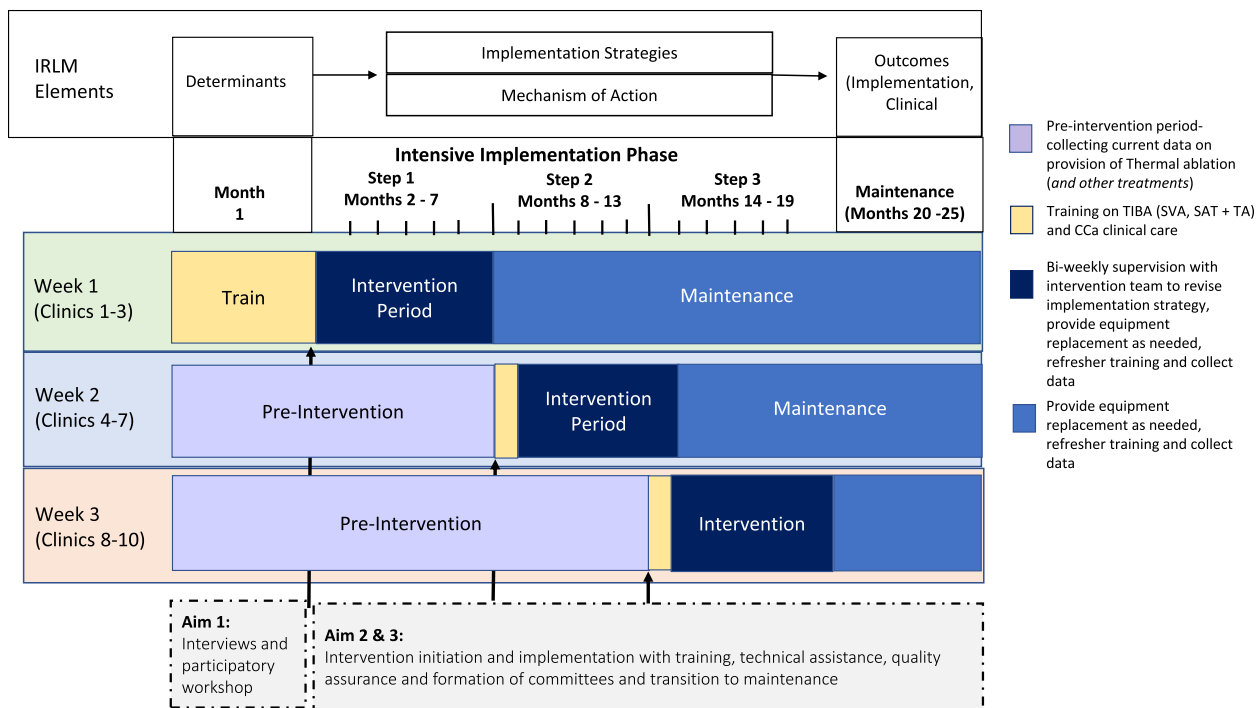 IRLM
Elements
Determinants
Implementation Strategies
Mechanism of Action
Outcomes
(Implementation,
Clinical
Intensive Implementation Phase
Month
1
Step 1
Months 2 - 7
Step 2
Months 8 - 13
Step 3
Months 14 - 19
Maintenance
(Months 20 -25)
Week 1
(Clinics 1-3)
Train
Intervention
Period
Maintenance
Week 2
(Clinics 4-7)
Pre-Intervention
Intervention
Period
Maintenance
Week 3
(Clinics 8-10)
Pre-Intervention
Intervention
Aim 1:
Interviews and
participatory
workshop
Aim 2 & 3:
Intervention initiation and implementation with training, technical assistance, quality
assurance and formation of committees and transition to maintenance
Pre-intervention period-
collecting current data on
provision of Thermal ablation
(and other treatments)
Training on TIBA (SVA, SAT + TA)
and CCa clinical care
Bi-weekly supervision with
intervention team to revise
implementation strategy,
provide equipment
replacement as needed,
refresher training and collect
data
Provide equipment
replacement as needed,
refresher training and collect
data